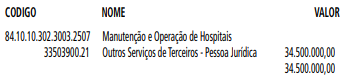 CODIGO NOME VALOR
84.10.10.302.3003.2507 Manutenção e Operação de Hospitais
33503900.21 Outros Serviços de Terceiros - Pessoa Jurídica 34.500.000,00
34.500.000,00